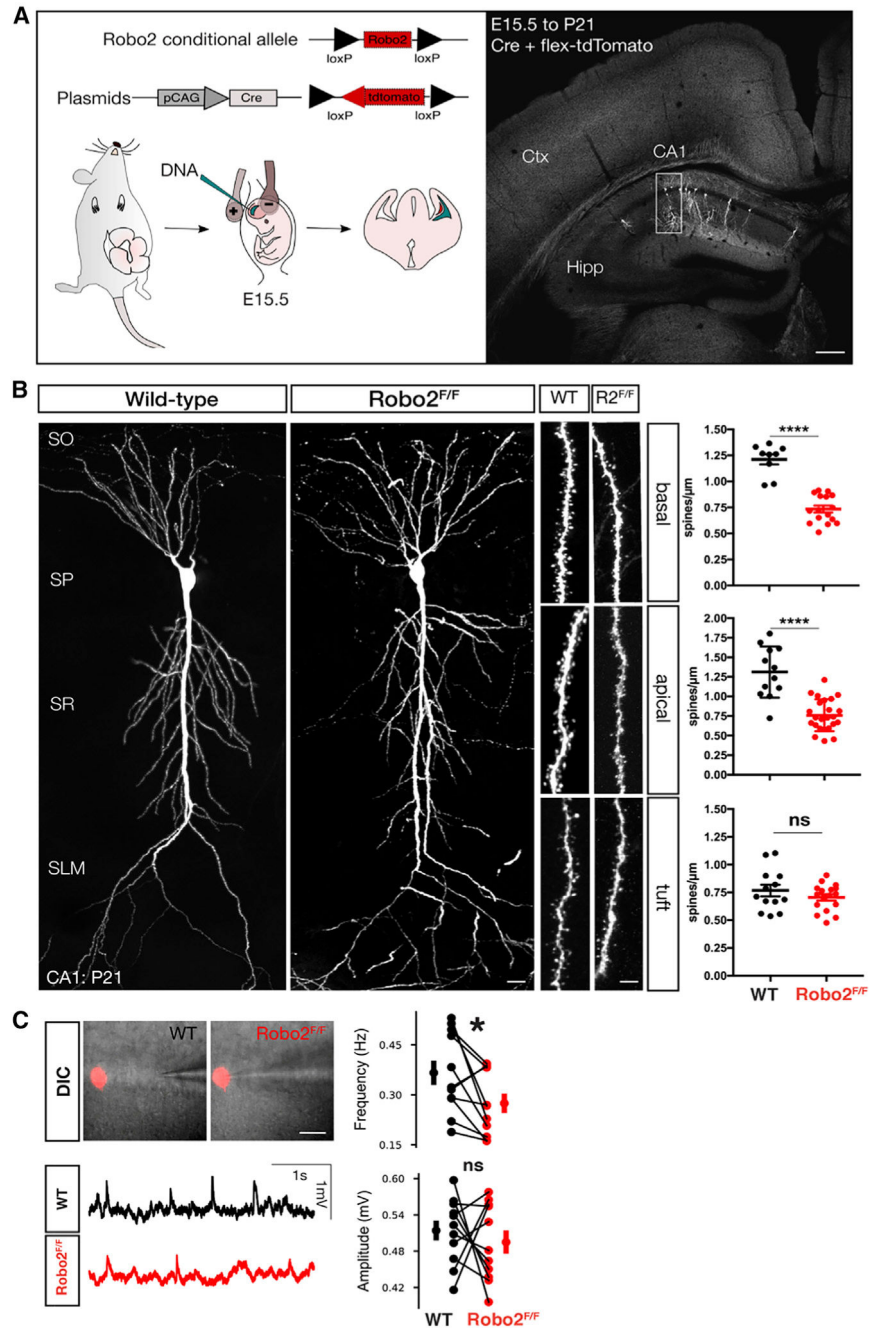 A
Robo2 conditional allele
Robo2
loxP
loxP
Plasmids
pCAG
Cre
tdtomato
loxP
loxP
DNA
+
-
E15.5
E15.5 to P21
Cre + flex-tdTomato
Ctx
CA1
Hipp
B
Wild-type
Robo2F/F
WT
R2F/F
SO
SP
SR
SLM
CA1: P21
basal
apical
tuft
spines/µm
1.50
1.25
1.00
0.75
0.50
0.25
0.00
****
spines/µm
2.00
1.75
1.50
1.25
1.00
0.75
0.50
0.25
0.00
****
spines/µm
1.50
1.25
1.00
0.75
0.50
0.25
0.00
ns
WT
Robo2F/F
C
DIC
WT
Robo2F/F
Frequency (Hz)
0.45
0.30
0.15
*
WT
1s
1mV
Robo2F/F
Amplitude (mV)
0.60
0.54
0.48
0.42
ns
WT
Robo2F/F